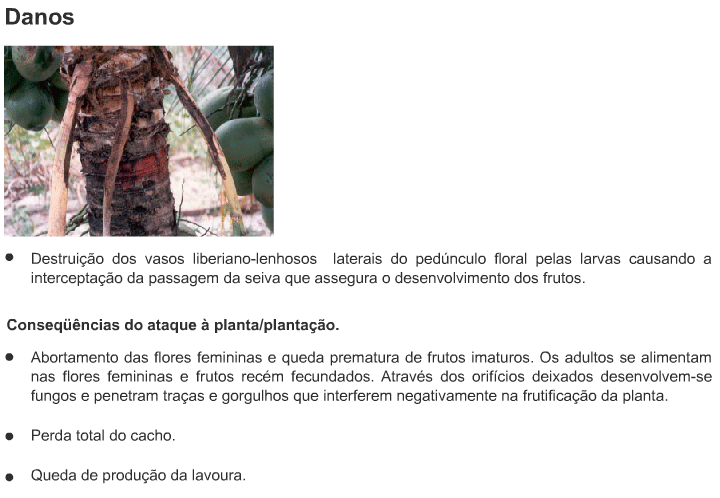 Danos
● Destruição dos vasos liberiano-lenhosos laterais do pedúnculo floral pelas larvas causando a
interceptação da passagem da seiva que assegura o desenvolvimento dos frutos.
Conseqüências do ataque à planta/plantação.
● Abortamento das flores femininas e queda prematura de frutos imaturos. Os adultos se alimentam
nas flores femininas e frutos recém fecundados. Através dos orifícios deixados desenvolvem-se
fungos e penetram traças e gorgulhos que interferem negativamente na frutificação da planta.
● Perda total do cacho.
● Queda de produção da lavoura.